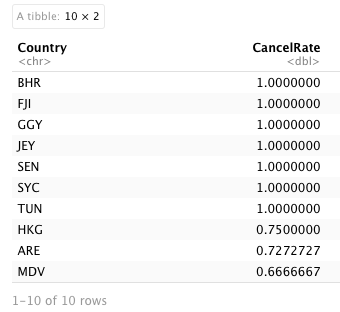 A tibble: 10 × 2
Country CancelRate
<chr> <dbl>
BHR 1.0000000
FJI 1.0000000
GGY 1.0000000
JEY 1.0000000
SEN 1.0000000
SYC 1.0000000
TUN 1.0000000
HKG 0.7500000
ARE 0.7272727
MDV 0.6666667
1-10 of 10 rows